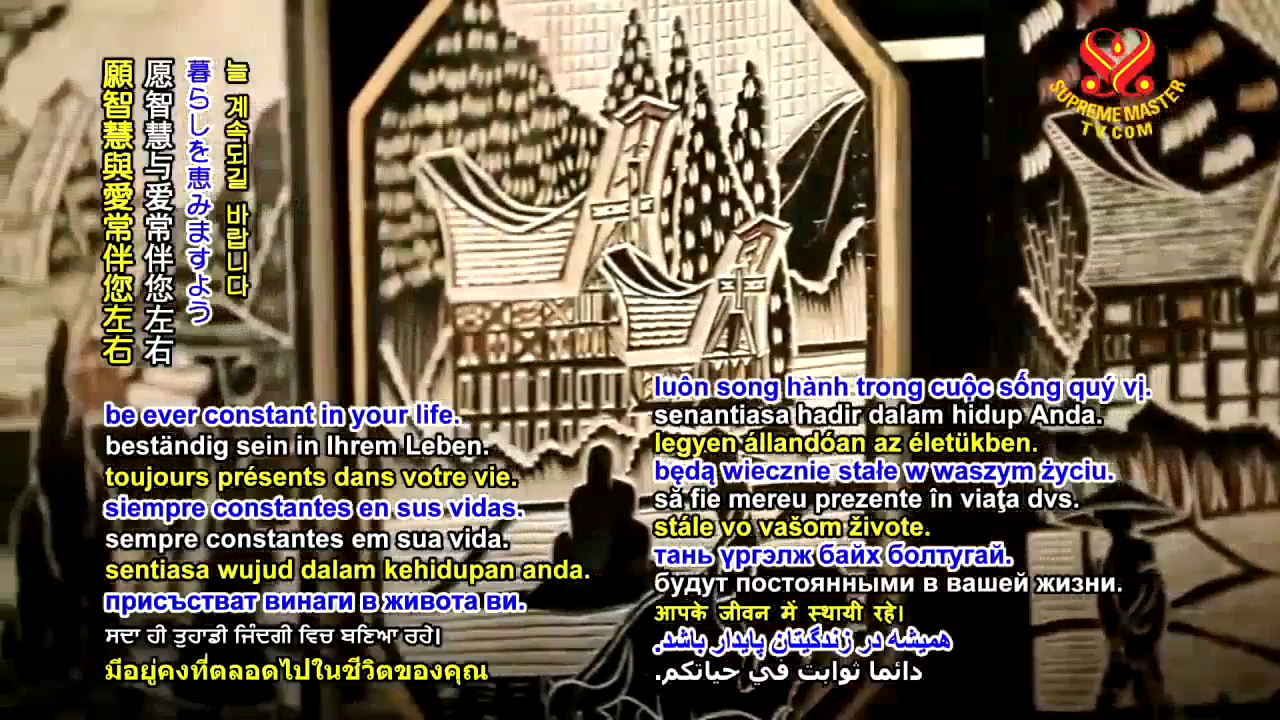 願智慧與愛常伴您左右
愿智慧与爱常伴您左右
暮らしを恵みますよう
늘 계속되길 바랍니다
SUPREME MASTER
TV.COM
be ever constant in your life.
beständig sein in Ihrem Leben.
toujours présents dans votre vie.
siempre constantes en sus vidas.
sempre constantes em sua vida.
sentiasa wujud dalam kehidupan anda.
присъстват винаги в живота ви.
ਸਦਾ ਹੀ ਤੁਹਾਡੀ ਜਿੰਦਗੀ ਵਿਚ ਬਣਿਆ ਰਹੇ।
มีอยู่คงที่ตลอดไปในชีวิตของคุณ
luôn song hành trong cuộc sống quý vị.
senantiasa hadir dalam hidup Anda.
legyen állandóan az életükben.
będą wiecznie stałe w waszym życiu.
să fie mereu prezente în viaţa dvs.
stále vo vašom živote.
тань үргэлж байх болтугай.
будут постоянными в вашей жизни.
आपके जीवन में स्थायी रहे।
همیشه در زندگیتان پایدار باشد.
دائما ثوابت في حياتكم.